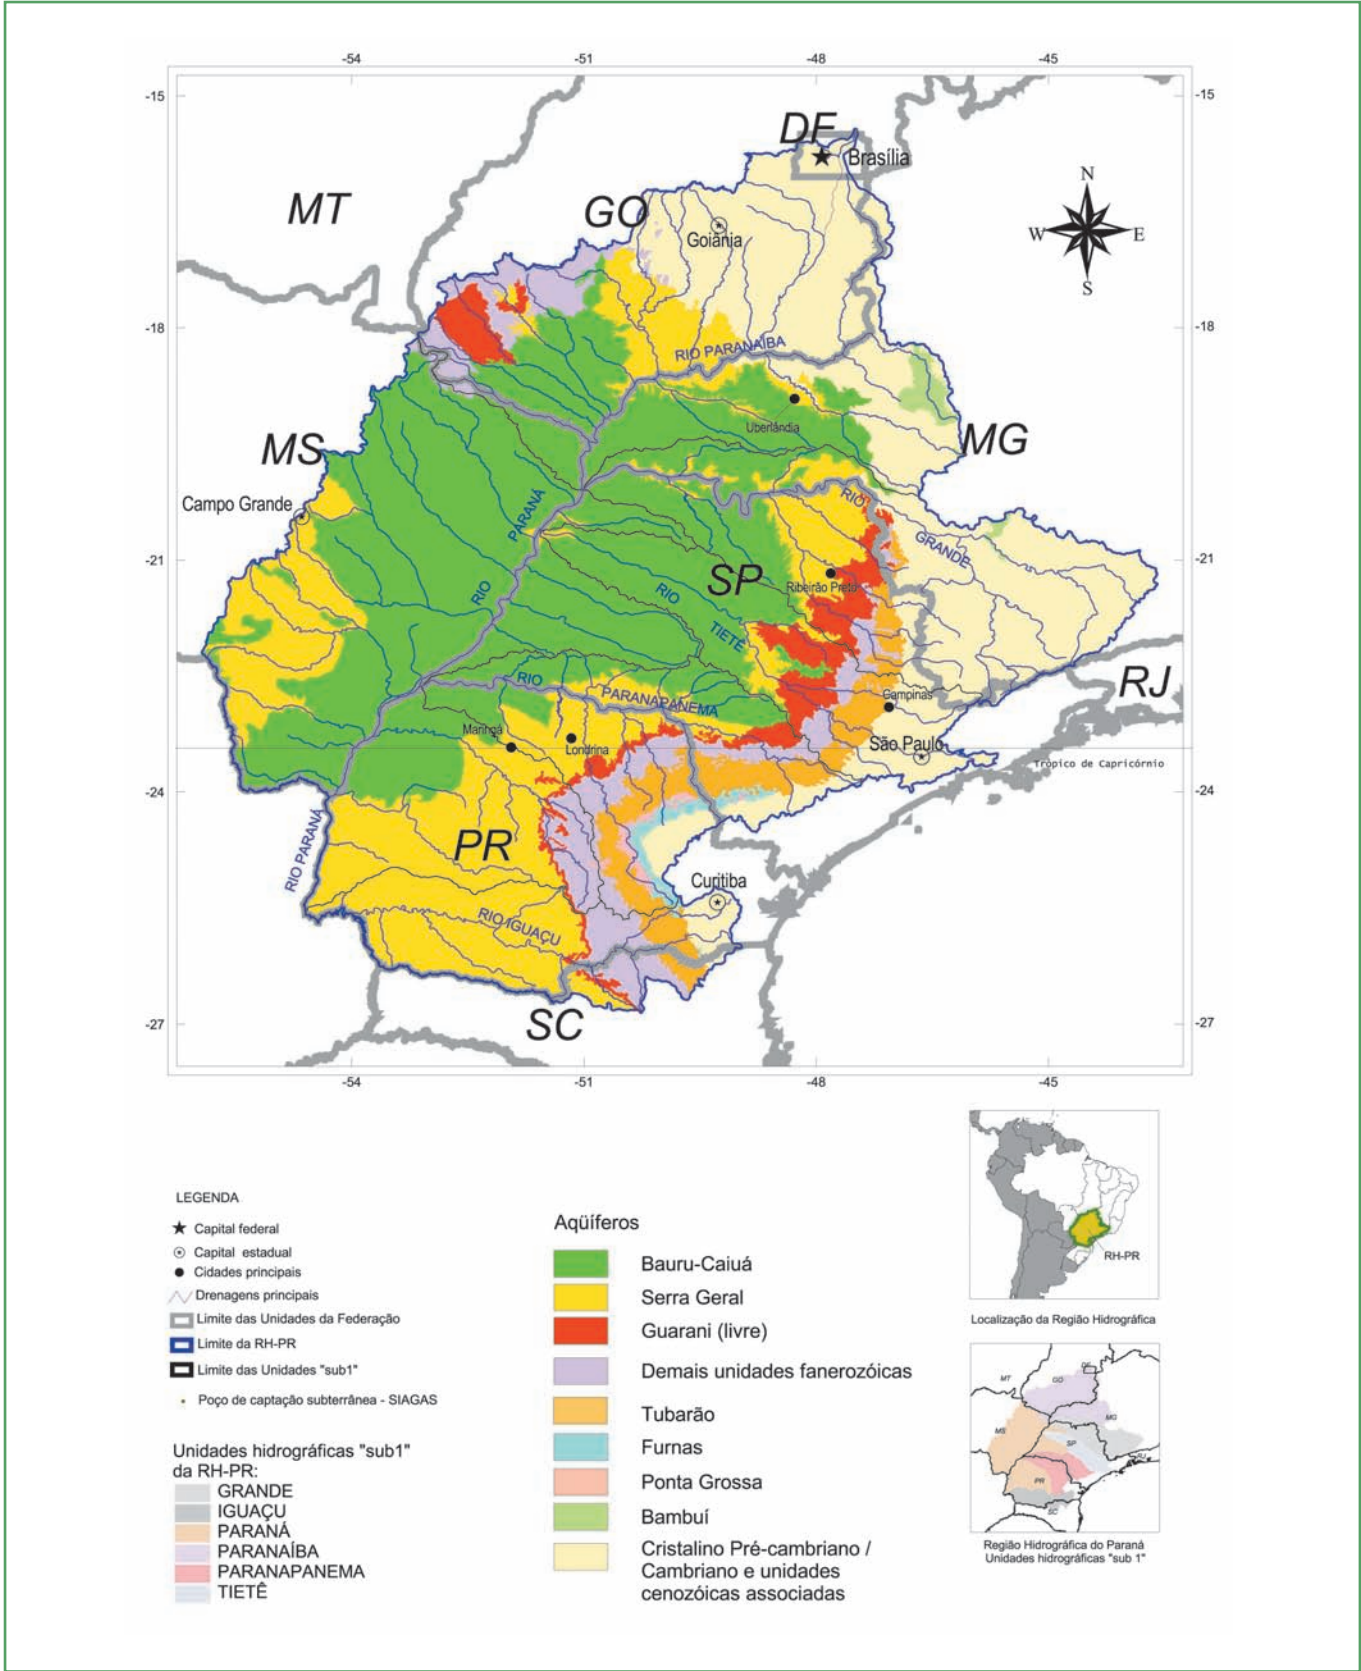 -54
-51
-48
-45
-15
-15
DF
Brasília
MT
GO
Goiânia
N
W
E
S
-18
-18
RIO PARANAÍBA
Uberlândia
MS
MG
Campo Grande
PARANÁ
RIO
RIO
GRANDE
-21
-21
SP
Ribeirão Preto
RIO
TIETÊ
RIO
PARANAPANEMA
RJ
Campinas
Maringá
Londrina
São Paulo
Trópico de Capricórnio
-24
-24
RIO PARANÁ
PR
Curitiba
RIO IGUAÇU
SC
-27
-27
-54
-51
-48
-45
LEGENDA
Capital federal
Capital estadual
Cidades principais
Drenagens principais
Limite das Unidades da Federação
Limite da RH-PR
Limite das Unidades "sub1"
Poço de captação subterrânea - SIAGAS
Unidades hidrográficas "sub1"
da RH-PR:
GRANDE
IGUAÇU
PARANÁ
PARANAÍBA
PARANAPANEMA
TIETÊ
Aqüíferos
Bauru-Caiuá
Serra Geral
Guarani (livre)
Demais unidades fanerozóicas
Tubarão
Furnas
Ponta Grossa
Bambuí
Cristalino Pré-cambriano /
Cambriano e unidades
cenozóicas associadas
RH-PR
Localização da Região Hidrográfica
MT
GO
DF
MS
MG
SP
RJ
PR
SC
Região Hidrográfica do Paraná
Unidades hidrográficas "sub 1"